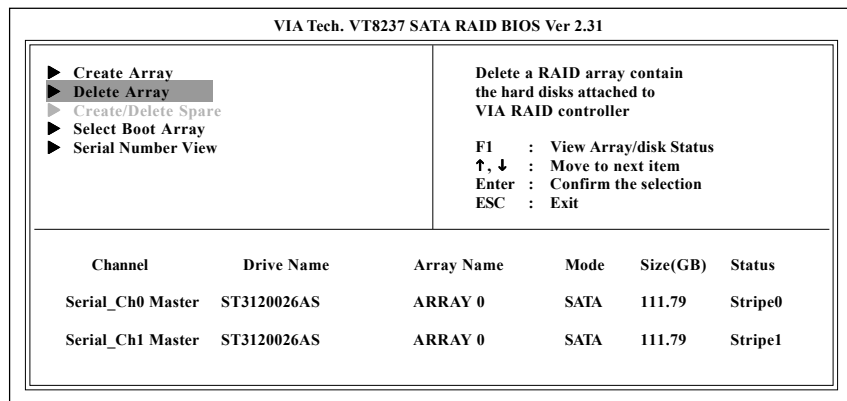 VIA Tech. VT8237 SATA RAID BIOS Ver 2.31
▶ Create Array
▶ Delete Array
▶ Create/Delete Spare
▶ Select Boot Array
▶ Serial Number View
Delete a RAID array contain
the hard disks attached to
VIA RAID controller
F1 : View Array/disk Status
↑, ↓ : Move to next item
Enter : Confirm the selection
ESC : Exit
Channel Drive Name Array Name Mode Size(GB) Status
Serial_Ch0 Master ST3120026AS ARRAY 0 SATA 111.79 Stripe0
Serial_Ch1 Master ST3120026AS ARRAY 0 SATA 111.79 Stripe1